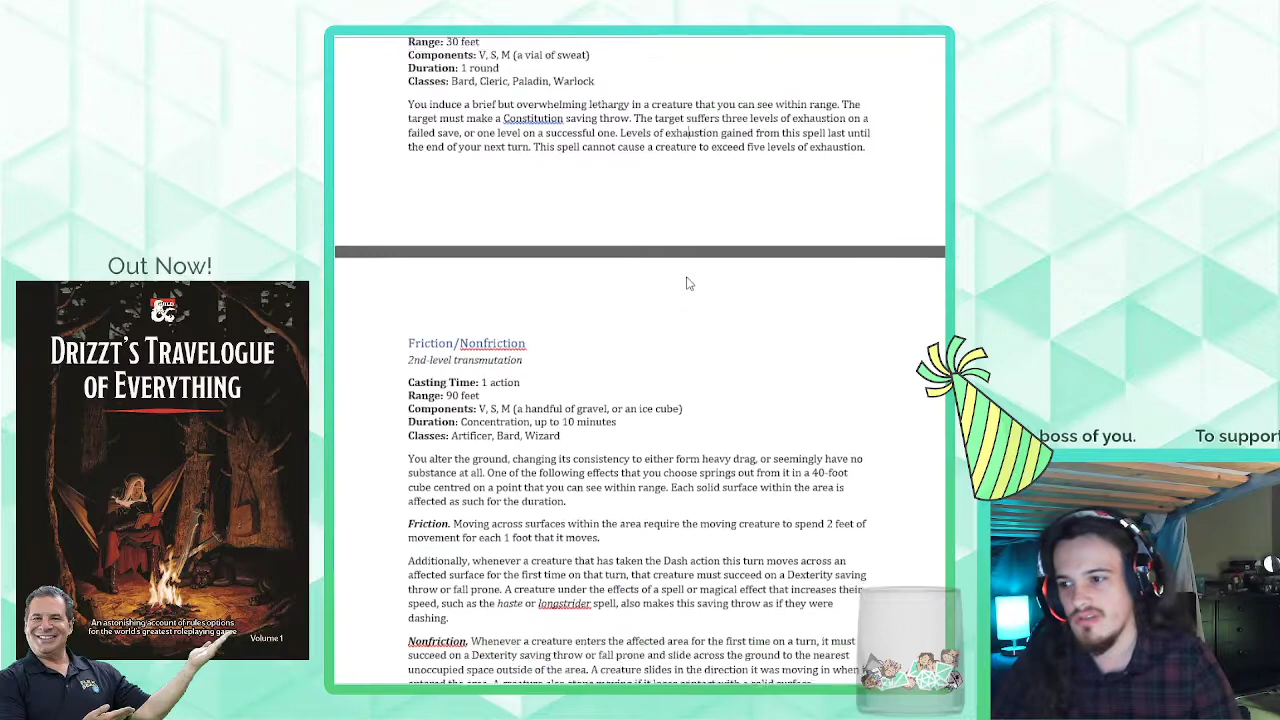 Range: 30 feet
Components: V, S, M (a vial of sweat)
Duration: 1 round
Classes: Bard, Cleric, Paladin, Warlock
You induce a brief but overwhelming lethargy in a creature that you can see within range. The
target must make a Constitution saving throw. The target suffers three levels of exhaustion on a
failed save, or one level on a successful one. Levels of exhaustion gained from this spell last until
the end of your next turn. This spell cannot cause a creature to exceed five levels of exhaustion.
Friction/Nonfriction
2nd-level transmutation
Casting Time: 1 action
Range: 90 feet
Components: V, S, M (a handful of gravel, or an ice cube)
Duration: Concentration, up to 10 minutes
Classes: Artificer, Bard, Wizard
You alter the ground, changing its consistency to either form heavy drag, or seemingly have no
substance at all. One of the following effects that you choose springs out from it in a 40-foot
cube centred on a point that you can see within range. Each solid surface within the area is
affected as such for the duration.
Friction. Moving across surfaces within the area require the moving creature to spend 2 feet of
movement for each 1 foot that it moves.
Additionally, whenever a creature that has taken the Dash action this turn moves across an
affected surface for the first time on that turn, that creature must succeed on a Dexterity saving
throw or fall prone. A creature under the effects of a spell or magical effect that increases their
speed, such as the haste or longstrider spell, also makes this saving throw as if they were
dashing.
Nonfriction. Whenever a creature enters the affected area for the first time on a turn, it must
succeed on a Dexterity saving throw or fall prone and slide across the ground to the nearest
unoccupied space outside of the area. A creature slides in the direction it was moving in when
Out Now!
DRIZZT'S TRAVELOGUE
OF EVERYTHING
An astonishing account of rules options
for the world's greatest roleplaying game
Volume 1
boss of you. To support